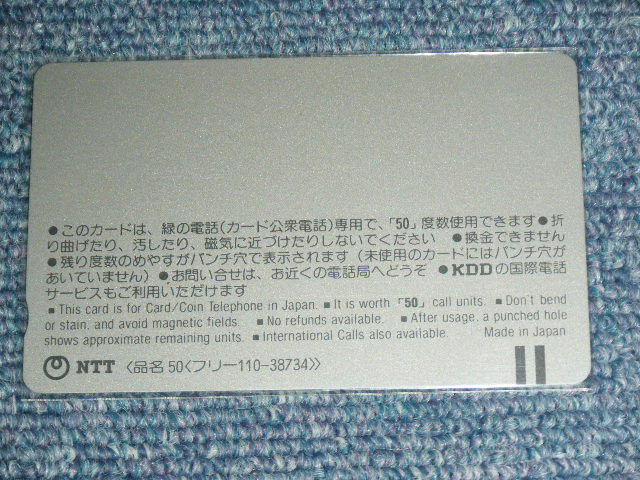 ●このカードは、緑の電話(カード公衆電話)専用で、「50」度数使用できます●折
り曲げたり、汚したり、磁気に近づけたりしないでください ●換金できません
●残り度数のめやすがパンチ穴で表示されます(未使用のカードにはパンチ穴が
あいていません)●お問い合せは、お近くの電話局へどうぞ ●KDDの国際電話
サービスもご利用いただけます
■This card is for Card/Coin Telephone in Japan. ■It is worth 「50」 call units. ■Don't bend
or stain, and avoid magnetic fields. ■No refunds available. ■After usage, a punched hole
shows approximate remaining units. ■International Calls also available. Made in Japan
NTT 〈品名 50〈フリー110-38734〉〉